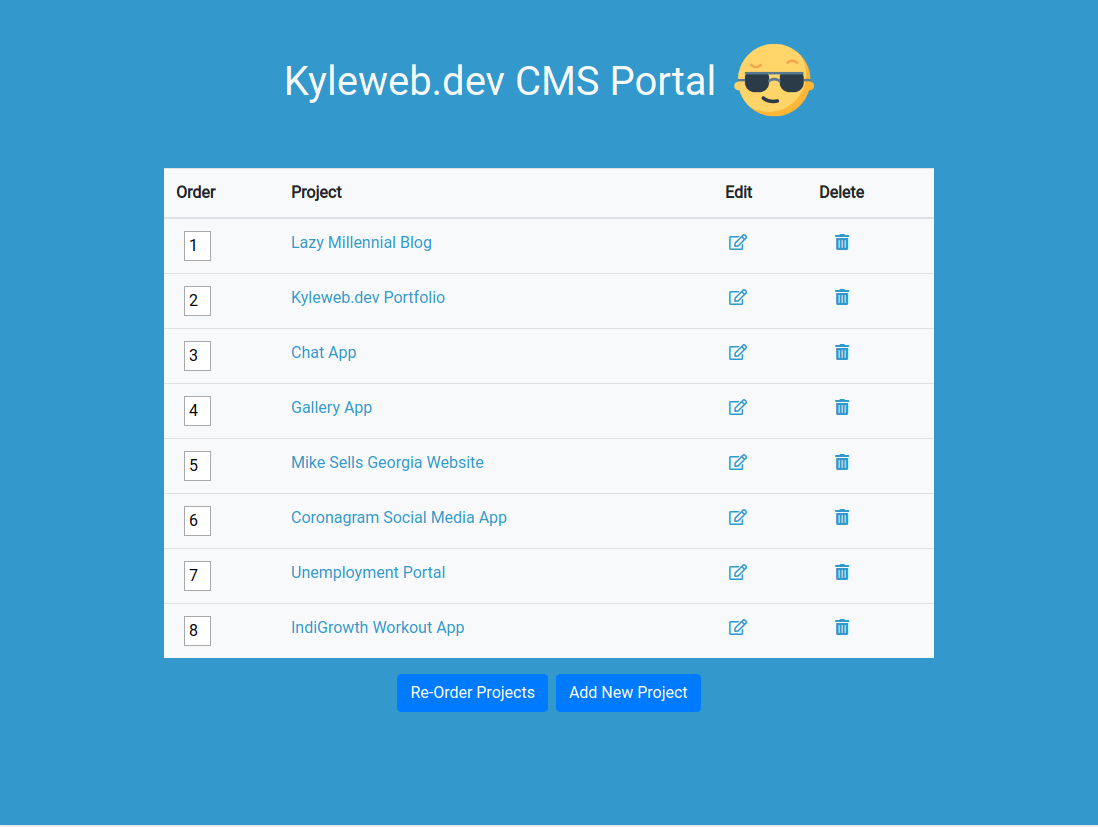 Kyleweb.dev CMS Portal
Order Project Edit Delete
1 Lazy Millennial Blog
2 Kyleweb.dev Portfolio
3 Chat App
4 Gallery App
5 Mike Sells Georgia Website
6 Coronagram Social Media App
7 Unemployment Portal
8 IndiGrowth Workout App
Re-Order Projects Add New Project